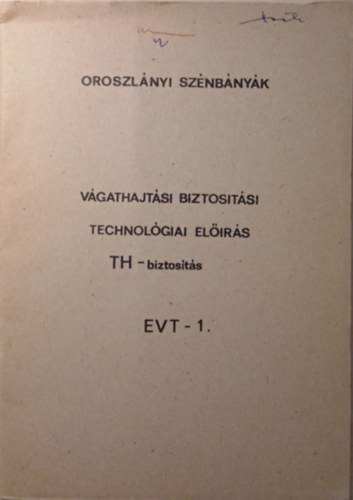 OROSZLÁNYI SZÉNBÁNYÁK
VÁGATHAJTÁSI BIZTOSITÁSI
TECHNOLÓGIAI ELŐIRÁS
TH - biztositás
EVT - 1.